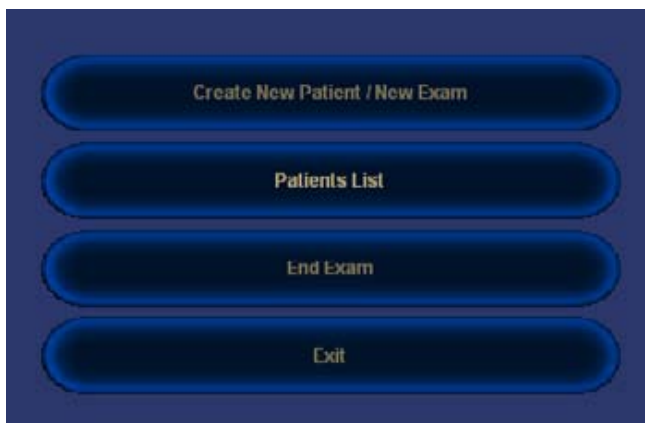 Create New Patient / New Exam
Patients List
End Exam
Exit